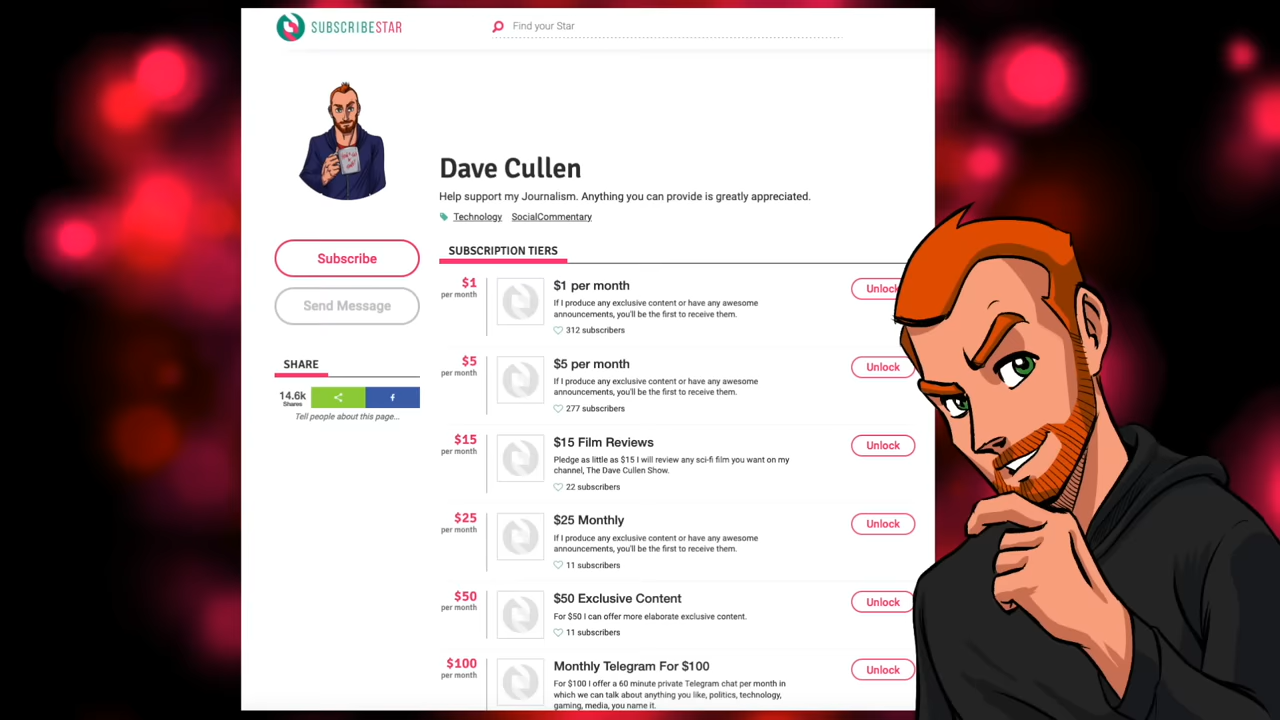 SUBSCRIBESTAR
Find your Star
Dave Cullen
Help support my Journalism. Anything you can provide is greatly appreciated.
Technology SocialCommentary
Subscribe
Send Message
SHARE
14.6k
Shares
Tell people about this page...
SUBSCRIPTION TIERS
$1
per month
$1 per month
If I produce any exclusive content or have any awesome
announcements, you'll be the first to receive them.
312 subscribers
Unlock
$5
per month
$5 per month
If I produce any exclusive content or have any awesome
announcements, you'll be the first to receive them.
277 subscribers
Unlock
$15
per month
$15 Film Reviews
Pledge as little as $15 I will review any sci-fi film you want on my
channel, The Dave Cullen Show.
22 subscribers
Unlock
$25
per month
$25 Monthly
If I produce any exclusive content or have any awesome
announcements, you'll be the first to receive them.
11 subscribers
Unlock
$50
per month
$50 Exclusive Content
For $50 I can offer more elaborate exclusive content.
11 subscribers
Unlock
$100
per month
Monthly Telegram For $100
For $100 I offer a 60 minute private Telegram chat per month in
which we can talk about anything you like, politics, technology,
gaming, media, you name it.
Unlock